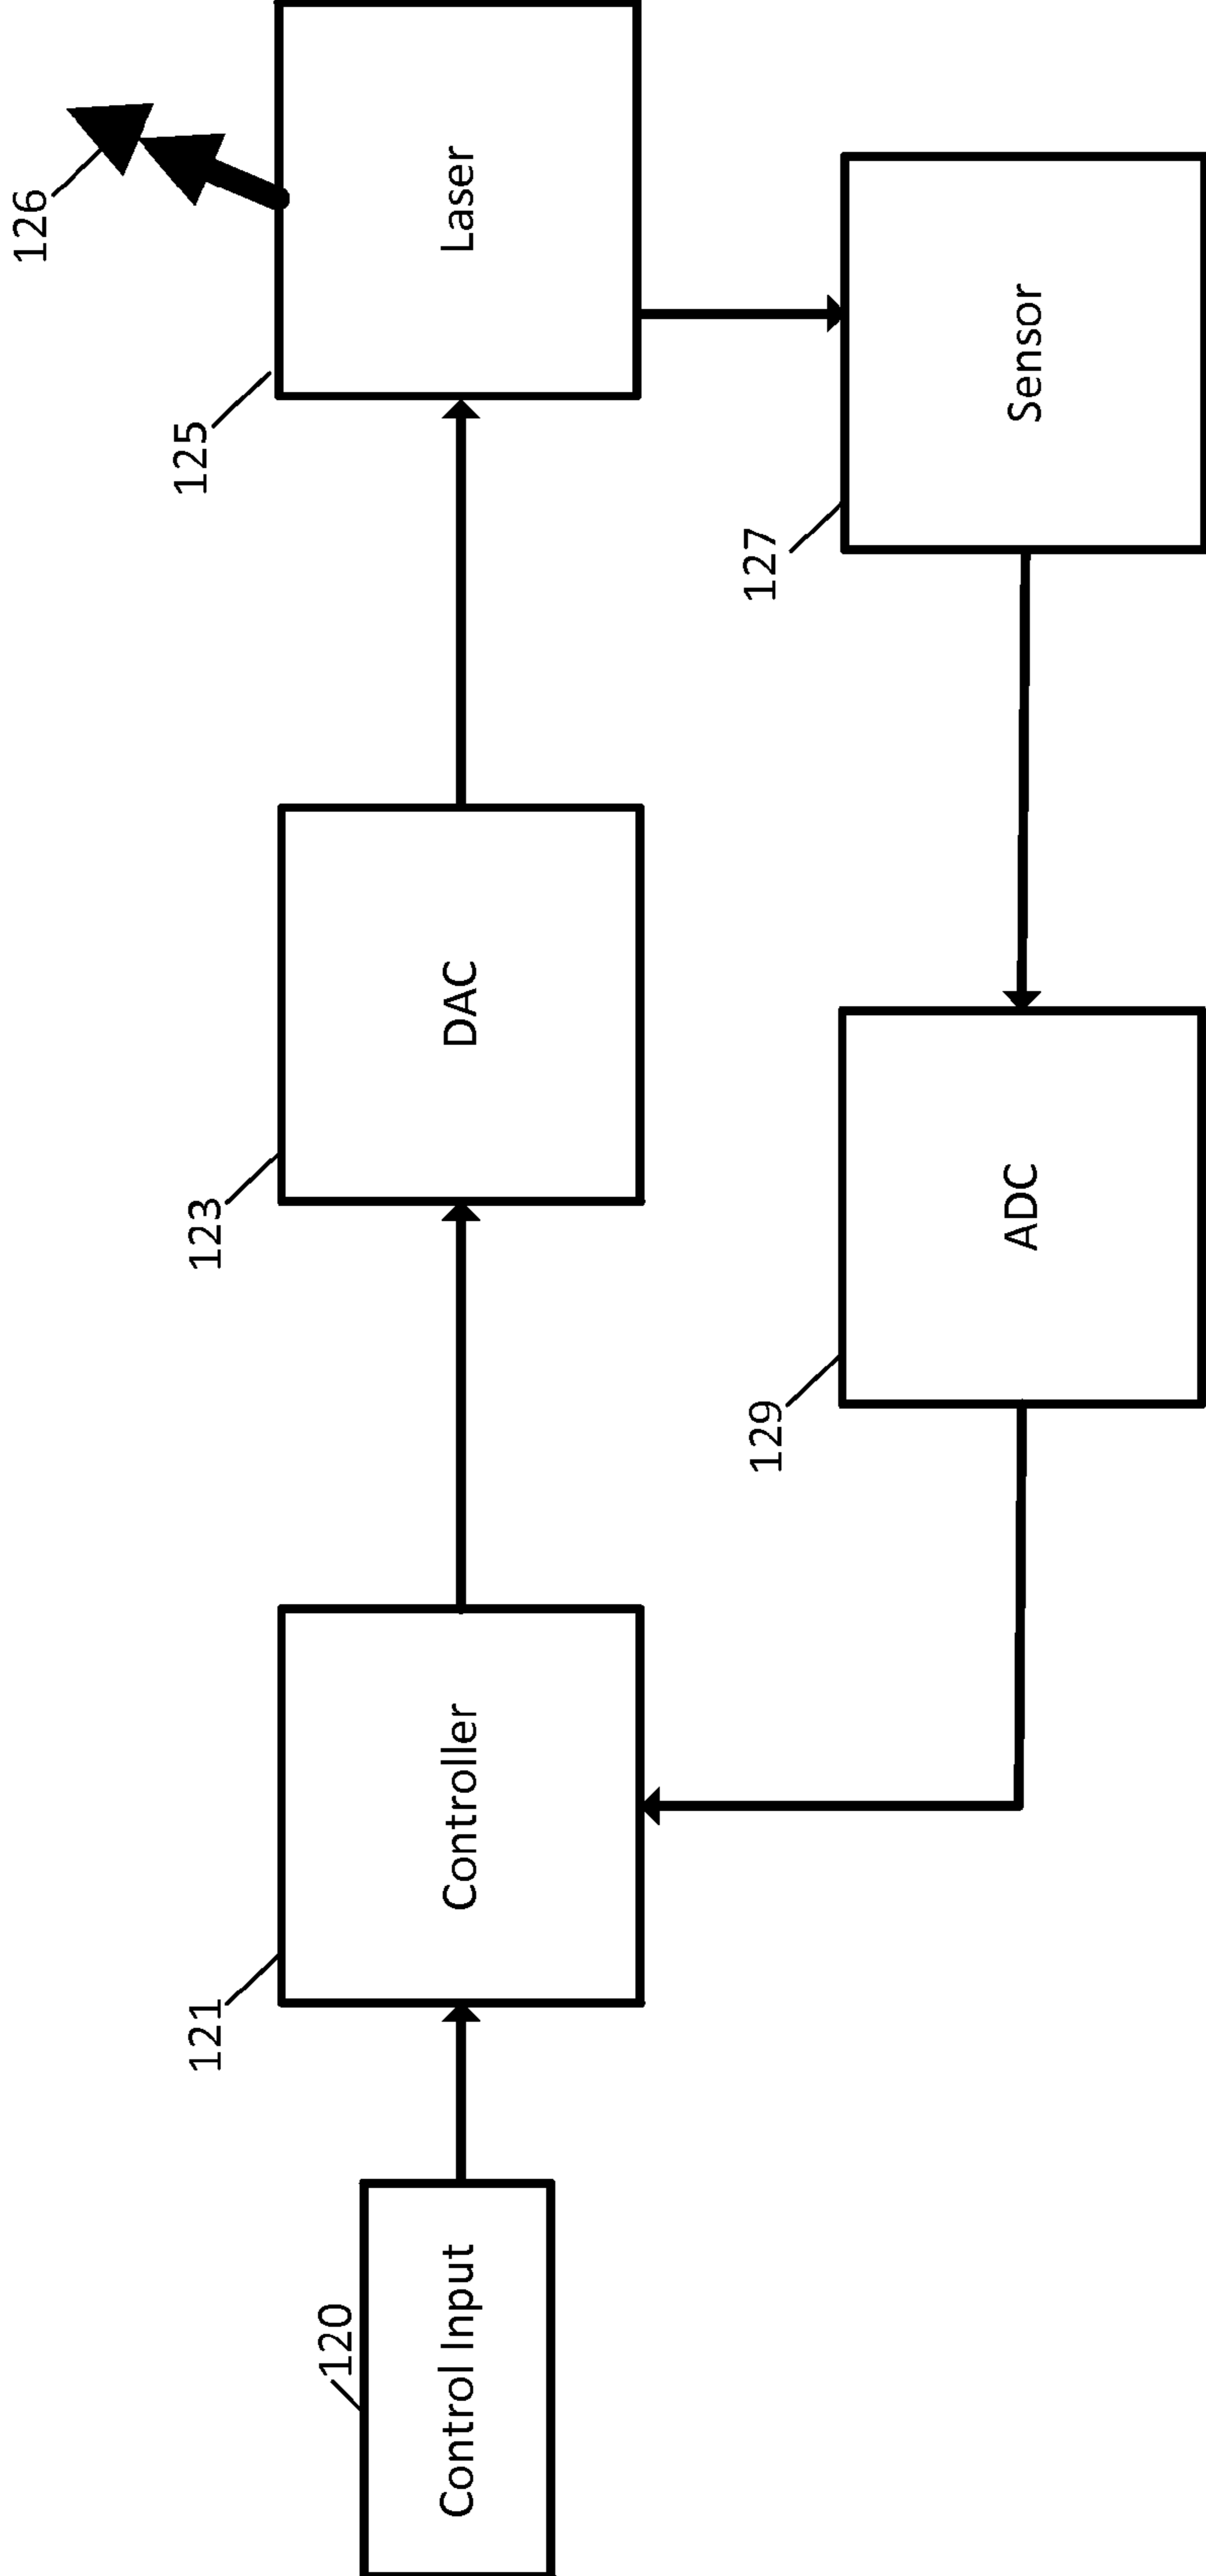 120
Control Input
121
Controller
123
DAC
125
Laser
126
127
Sensor
129
ADC